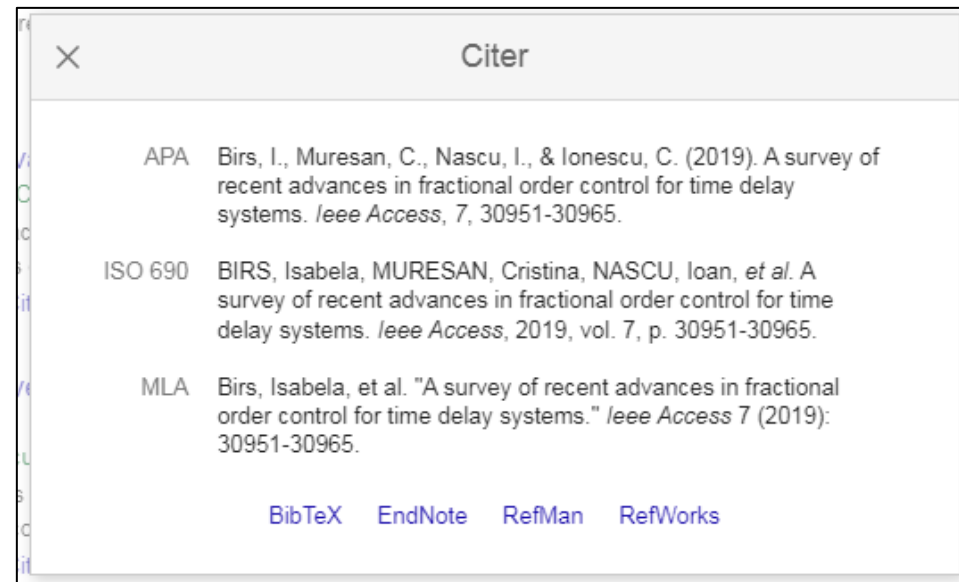 Citer
APA Birs, I., Muresan, C., Nascu, I., & Ionescu, C. (2019). A survey of
recent advances in fractional order control for time delay
systems. Ieee Access, 7, 30951-30965.
ISO 690 BIRS, Isabela, MURESAN, Cristina, NASCU, Ioan, et al. A
survey of recent advances in fractional order control for time
delay systems. Ieee Access, 2019, vol. 7, p. 30951-30965.
MLA Birs, Isabela, et al. "A survey of recent advances in fractional
order control for time delay systems." Ieee Access 7 (2019):
30951-30965.
BibTeX EndNote RefMan RefWorks